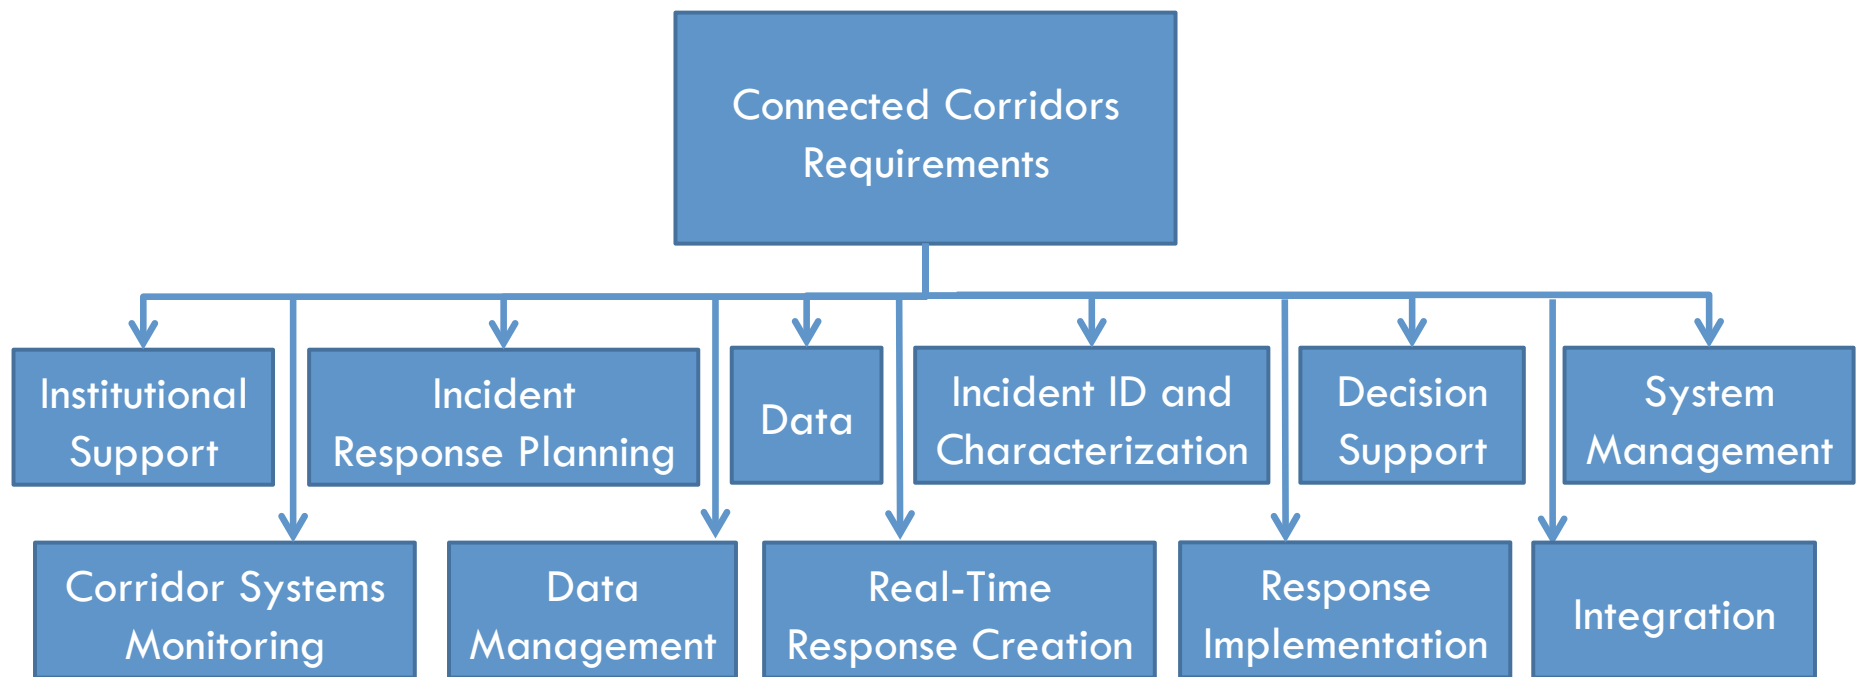 Connected Corridors
Requirements
Institutional
Support
Incident
Response Planning
Data
Incident ID and
Characterization
Decision
Support
System
Management
Corridor Systems
Monitoring
Data
Management
Real-Time
Response Creation
Response
Implementation
Integration